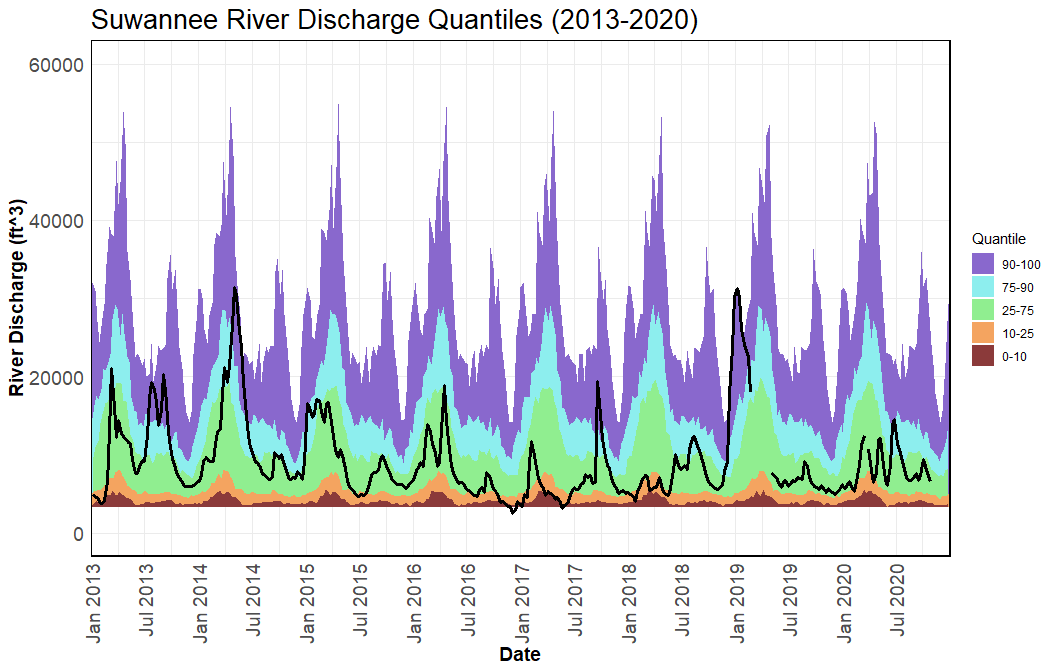 Suwannee River Discharge Quantiles (2013-2020)
River Discharge (ft^3)
60000
40000
20000
0
Jan 2013
Jul 2013
Jan 2014
Jul 2014
Jan 2015
Jul 2015
Jan 2016
Jul 2016
Jan 2017
Jul 2017
Jan 2018
Jul 2018
Jan 2019
Jul 2019
Jan 2020
Jul 2020
Date
Quantile
90-100
75-90
25-75
10-25
0-10